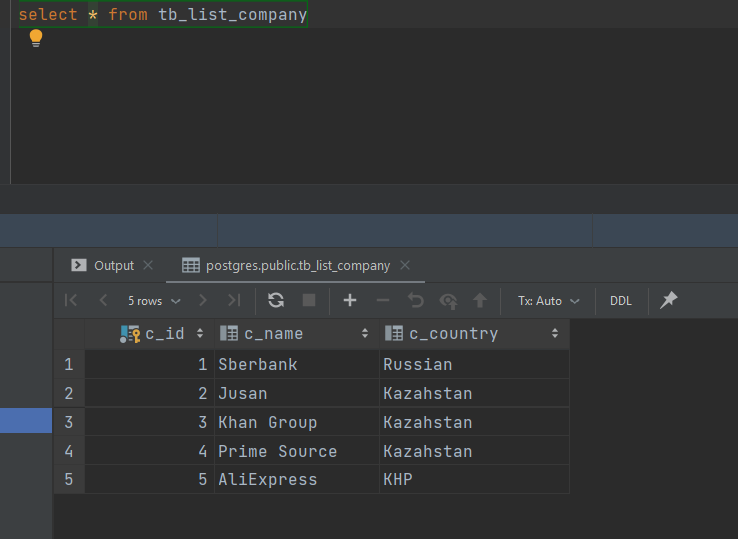 select * from tb_list_company
Output
postgres.public.tb_list_company
5 rows
Tx: Auto
DDL
c_id c_name c_country
1 1 Sberbank Russian
2 2 Jusan Kazahstan
3 3 Khan Group Kazahstan
4 4 Prime Source Kazahstan
5 5 AliExpress KHP